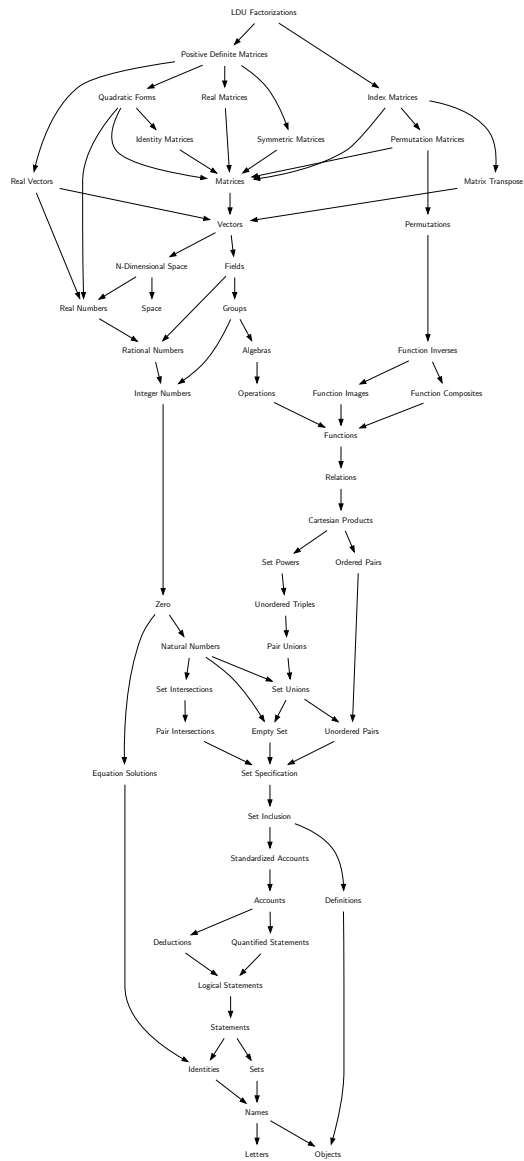 LDU Factorizations
Positive Definite Matrices
Quadratic Forms
Real Matrices
Index Matrices
Identity Matrices
Symmetric Matrices
Permutation Matrices
Real Vectors
Matrices
Matrix Transpose
Vectors
Permutations
N-Dimensional Space
Fields
Real Numbers
Space
Groups
Rational Numbers
Algebras
Function Inverses
Integer Numbers
Operations
Function Images
Function Composites
Functions
Relations
Cartesian Products
Set Powers
Ordered Pairs
Zero
Unordered Triples
Natural Numbers
Pair Unions
Set Intersections
Set Unions
Pair Intersections
Empty Set
Unordered Pairs
Equation Solutions
Set Specification
Set Inclusion
Standardized Accounts
Accounts
Definitions
Deductions
Quantified Statements
Logical Statements
Statements
Identities
Sets
Names
Letters
Objects